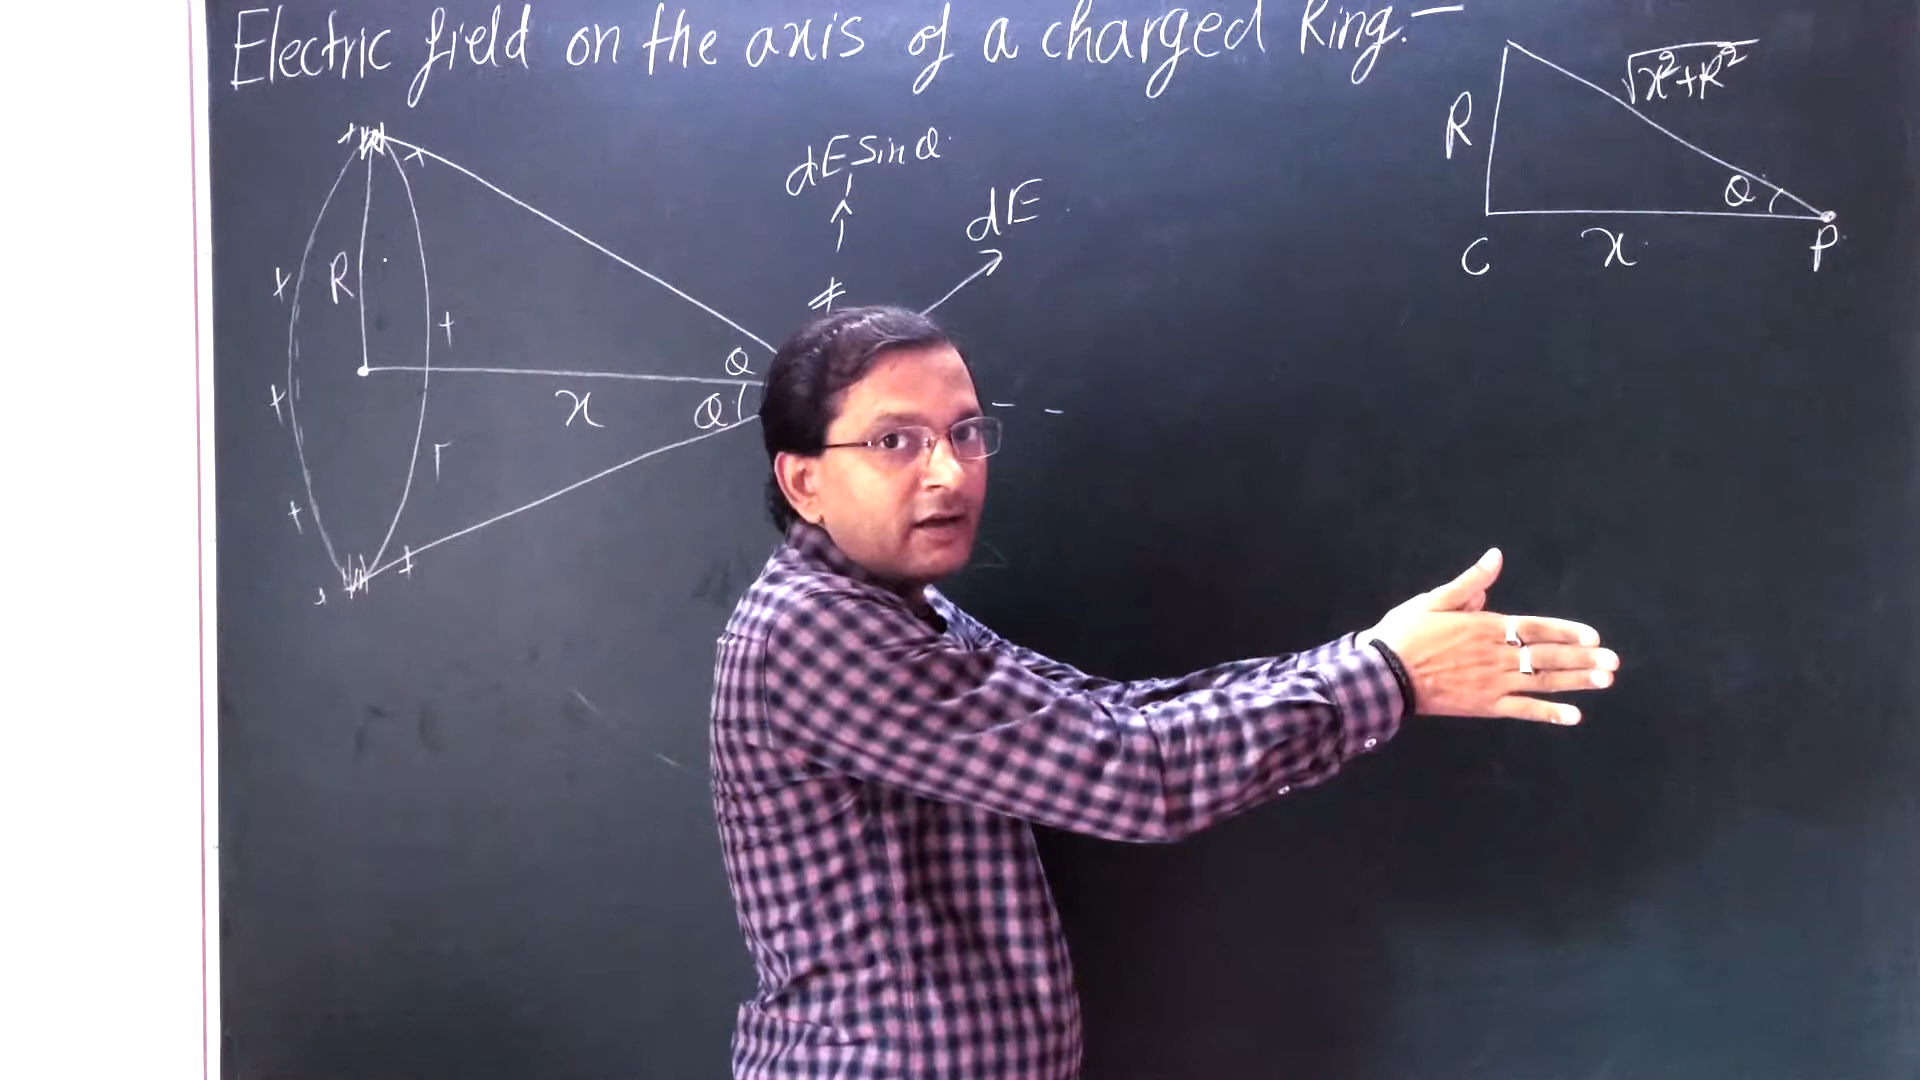 Electric field on the axis of a charged Ring:-
dE sin θ
dE
R
x
θ
θ
R
√x²+R²
θ
C
x
P
+
+
+
+
+